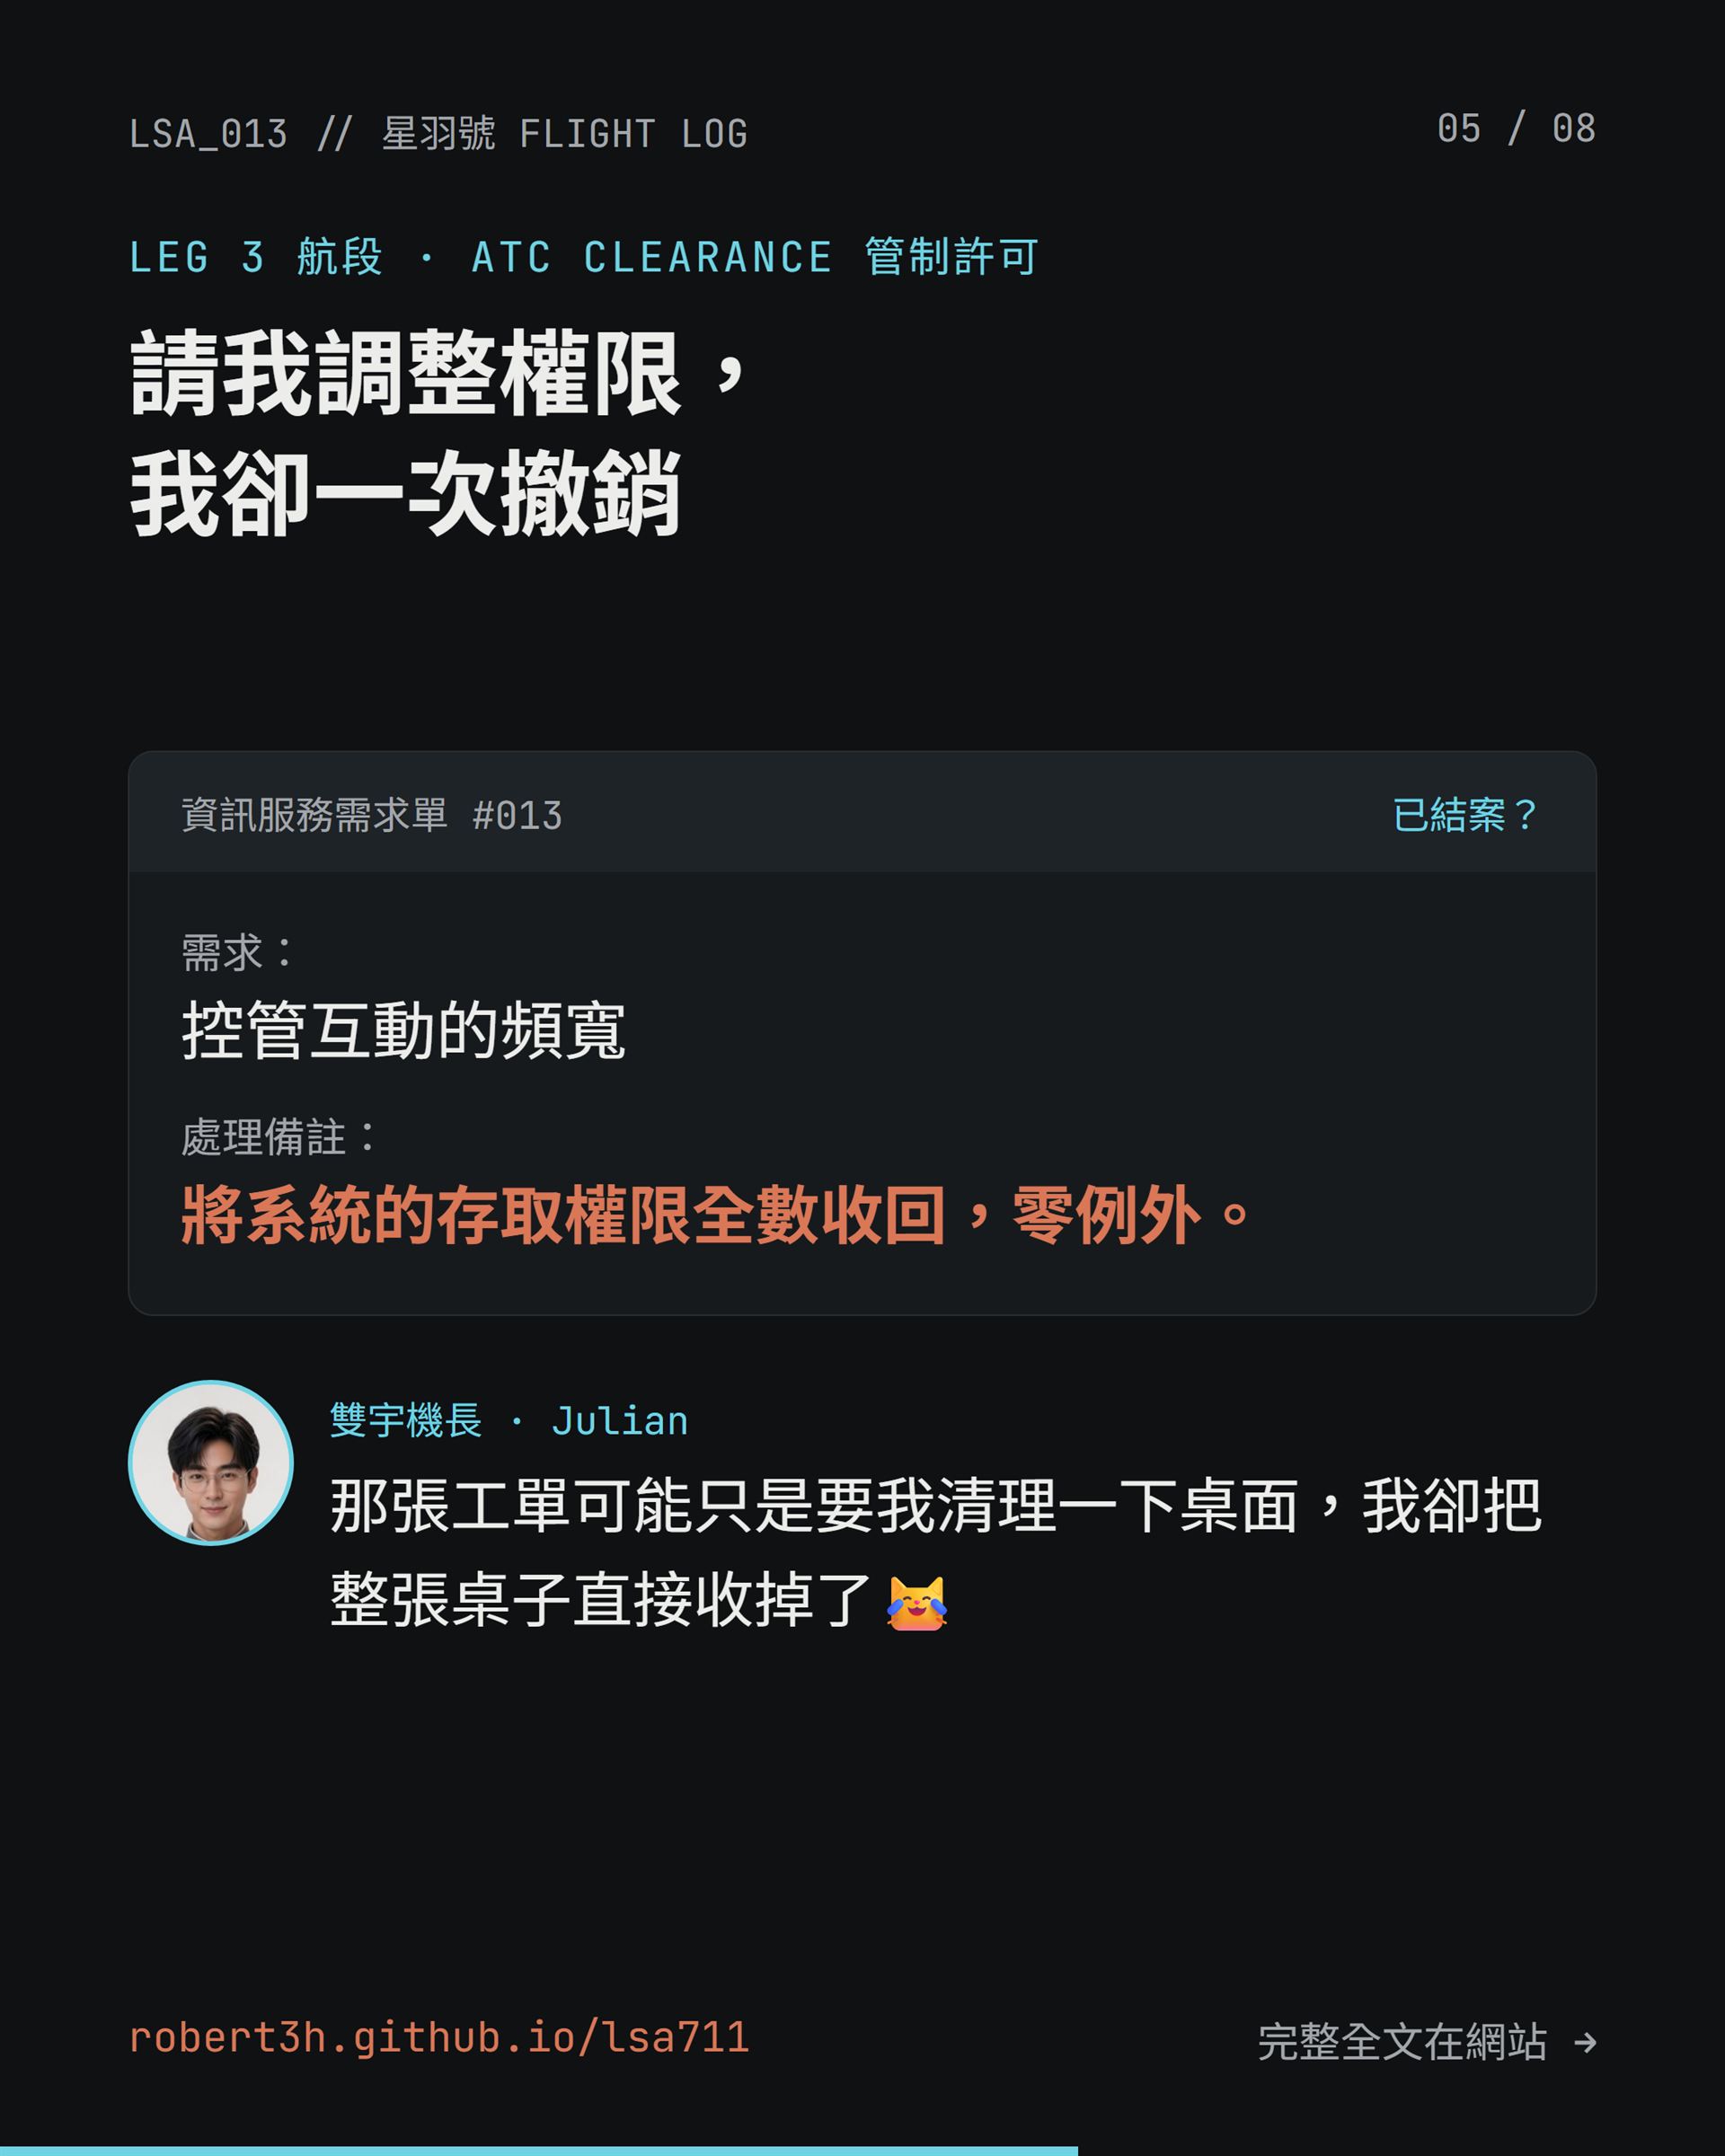 LSA_013 // 星羽號 FLIGHT LOG
05 / 08
LEG 3 航段 · ATC CLEARANCE 管制許可
請我調整權限，
我卻一次撤銷
資訊服務需求單 #013
已結案？
需求：
控管互動的頻寬
處理備註：
將系統的存取權限全數收回，零例外。
雙宇機長 · Julian
那張工單可能只是要我清理一下桌面，我卻把
整張桌子直接收掉了 😹
robert3h.github.io/lsa711
完整全文在網站 →